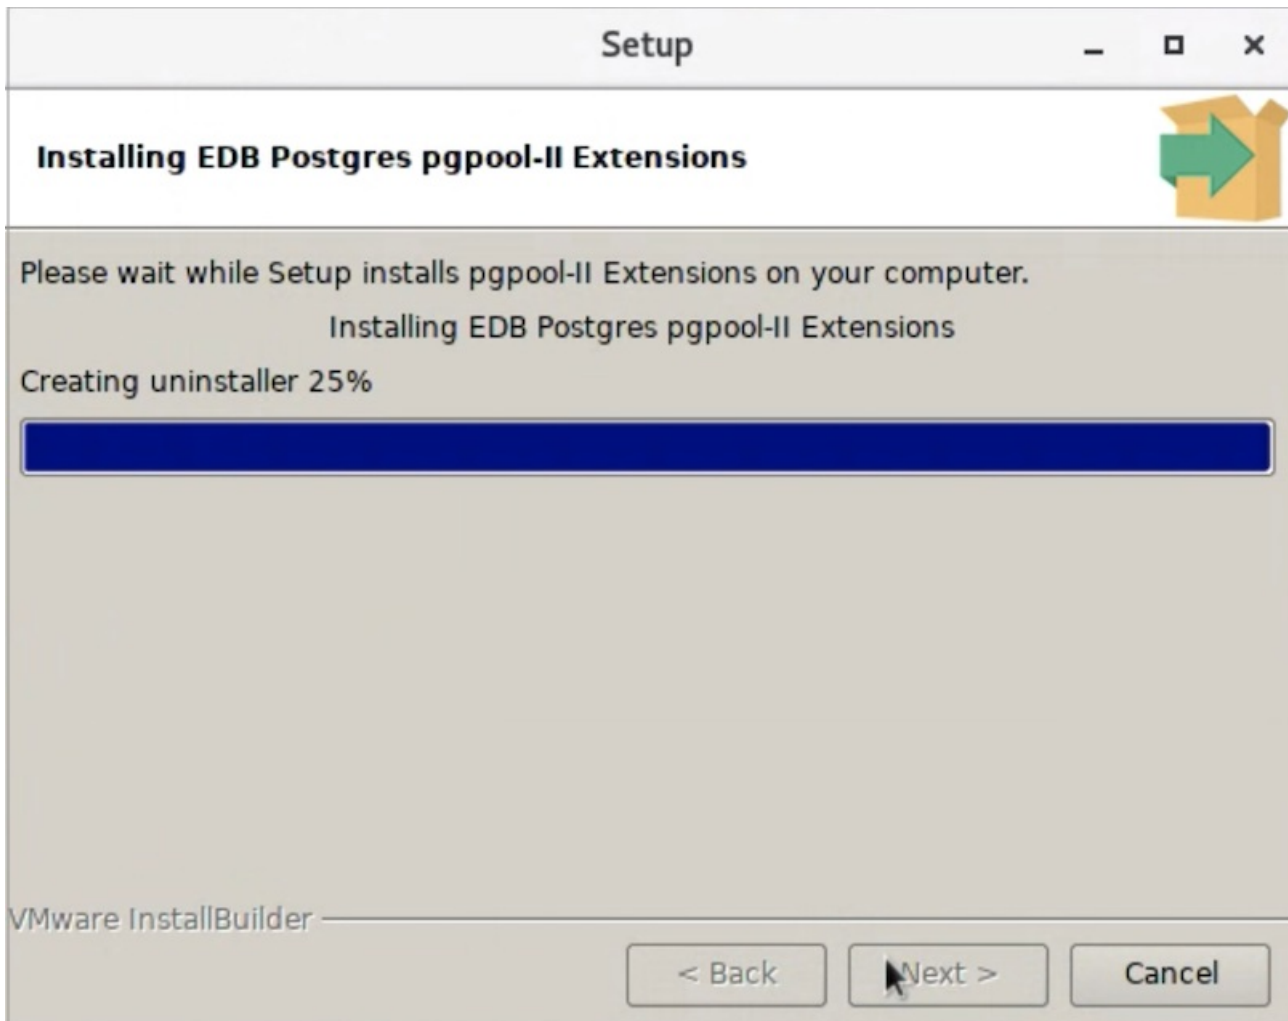 Setup
Installing EDB Postgres pgpool-II Extensions
Please wait while Setup installs pgpool-II Extensions on your computer.
Installing EDB Postgres pgpool-II Extensions
Creating uninstaller 25%
VMware InstallBuilder
< Back
Next >
Cancel